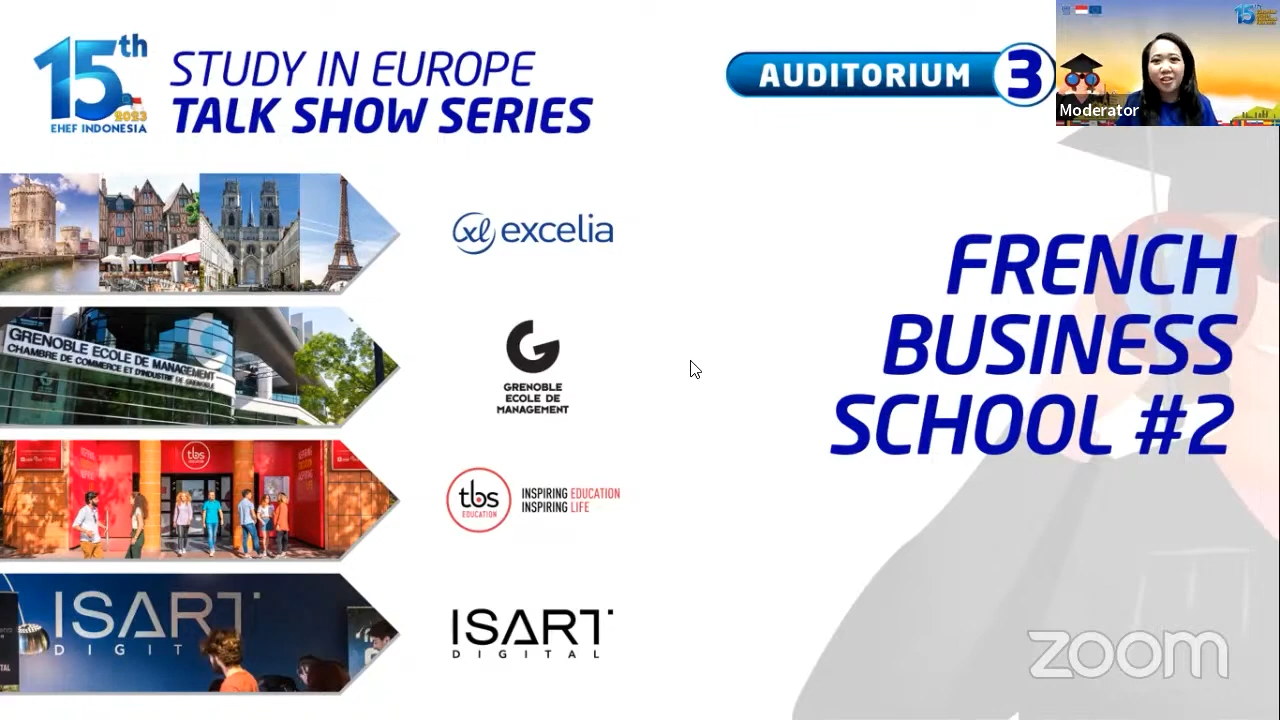 15th
2023
EHEF INDONESIA
STUDY IN EUROPE
TALK SHOW SERIES
AUDITORIUM 3
Moderator
xl excelia
FRENCH
BUSINESS
SCHOOL #2
GRENOBLE ECOLE DE MANAGEMENT
CHAMBRE DE COMMERCE ET D'INDUSTRIE DE GRENOBLE
GRENOBLE
ECOLE DE
MANAGEMENT
tbs
tbs
EDUCATION
INSPIRING EDUCATION
INSPIRING LIFE
ISART
DIGIT
ISART
DIGITAL
zoom